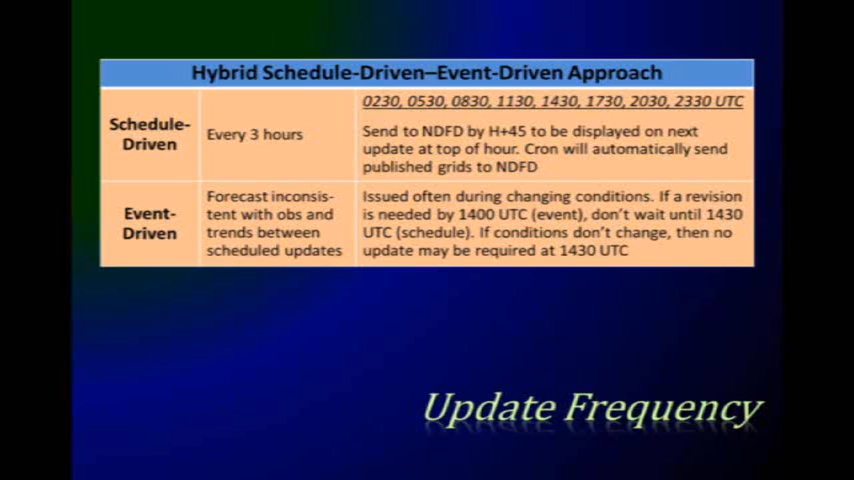 Hybrid Schedule-Driven–Event-Driven Approach
Schedule-
Driven
Every 3 hours
0230, 0530, 0830, 1130, 1430, 1730, 2030, 2330 UTC
Send to NDFD by H+45 to be displayed on next
update at top of hour. Cron will automatically send
published grids to NDFD
Event-
Driven
Forecast inconsis-
tent with obs and
trends between
scheduled updates
Issued often during changing conditions. If a revision
is needed by 1400 UTC (event), don't wait until 1430
UTC (schedule). If conditions don't change, then no
update may be required at 1430 UTC
Update Frequency